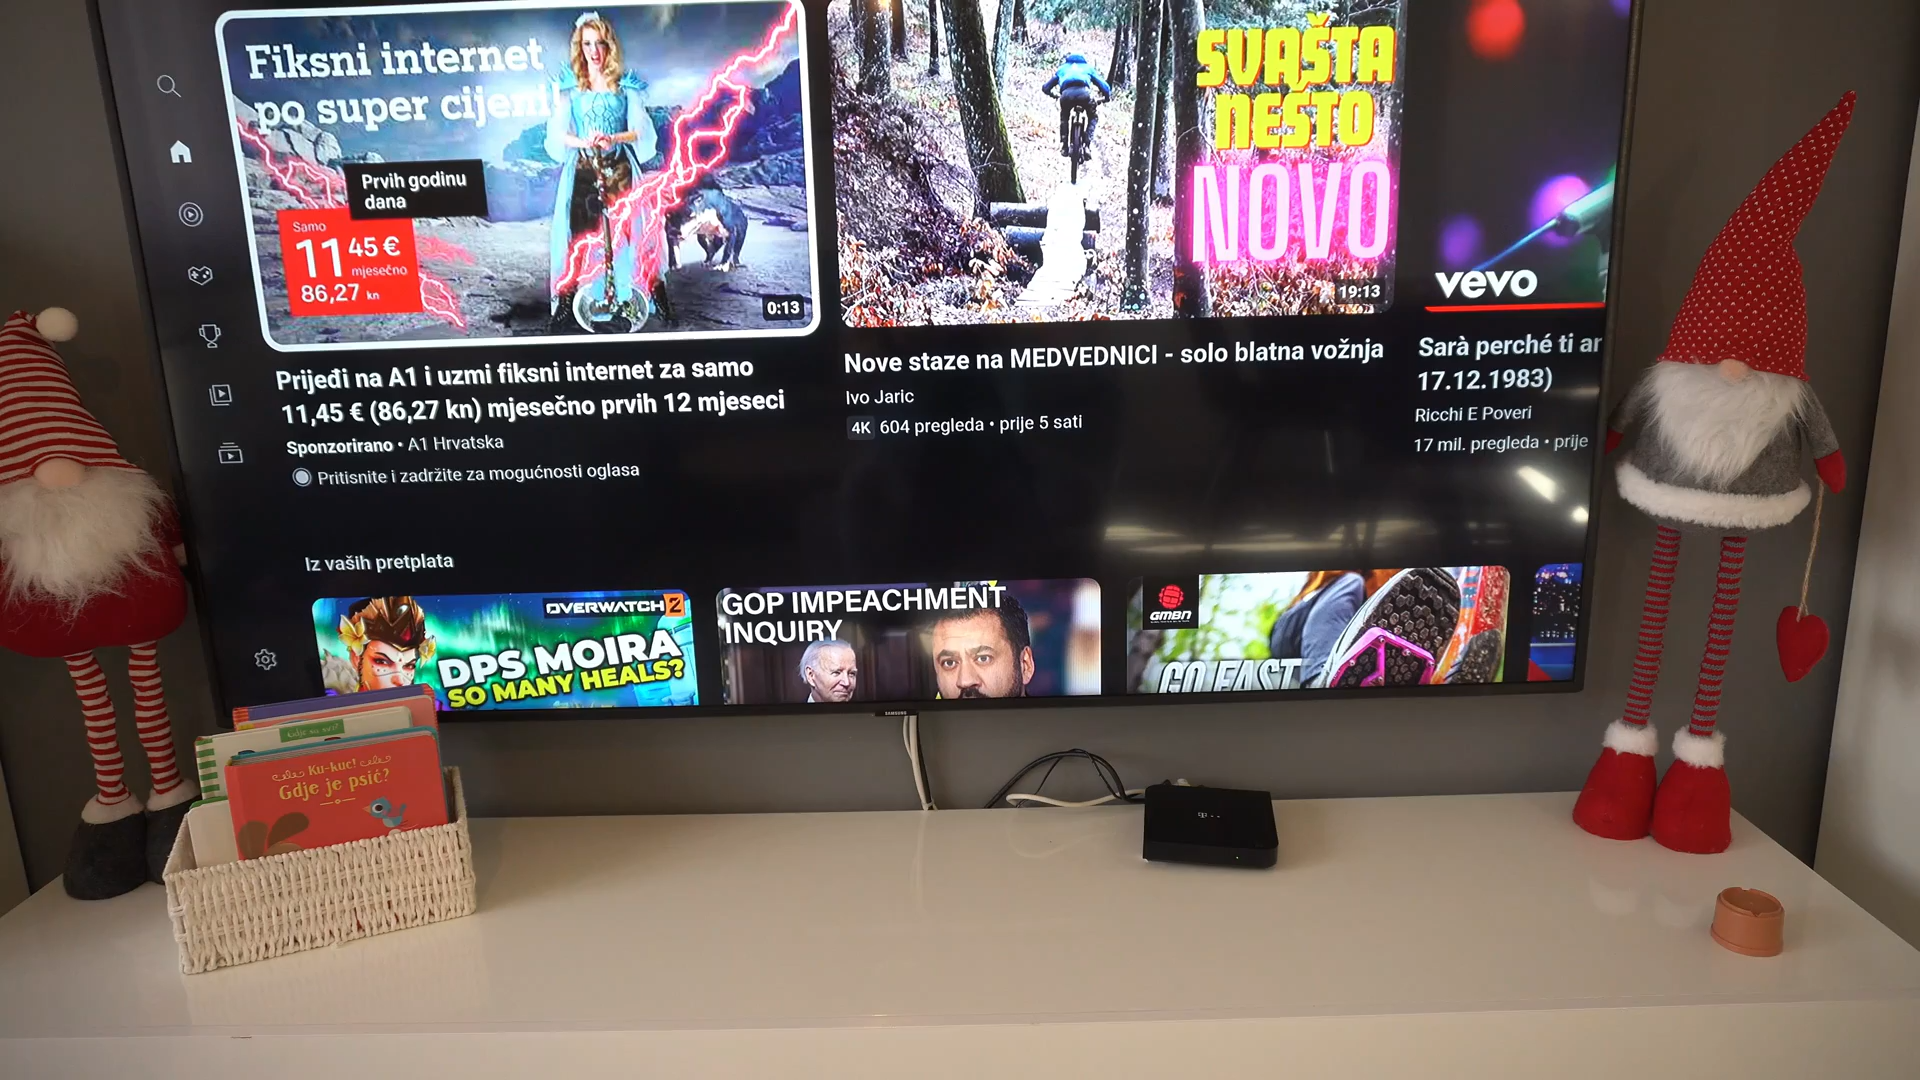 Fiksni internet
po super cijeni!
Prvih godinu
dana
Samo
11 45 €
mjesečno
86,27 kn
0:13
Prijeđi na A1 i uzmi fiksni internet za samo
11,45 € (86,27 kn) mjesečno prvih 12 mjeseci
Sponzorirano • A1 Hrvatska
Pritisnite i zadržite za mogućnosti oglasa
SVAŠTA
NEŠTO
NOVO
19:13
Nove staze na MEDVEDNICI - solo blatna vožnja
Ivo Jaric
4K 604 pregleda • prije 5 sati
vevo
Sarà perché ti
17.12.1983)
Ricchi E Poveri
17 mil. pregleda • prije
Iz vaših pretplata
OVERWATCH 2
DPS MOIRA
SO MANY HEALS?
GOP IMPEACHMENT
INQUIRY
GMBN
GO FAST
SAMSUNG
Ku-kuc!
Gdje je psić?